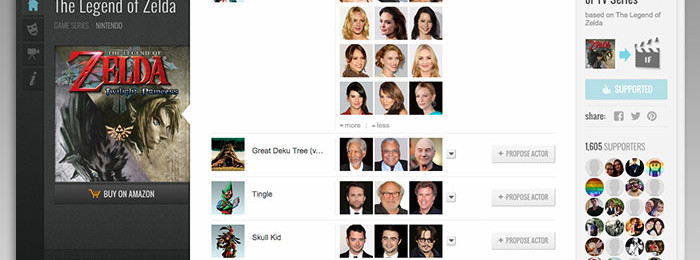 The Legend of Zelda
GAME SERIES NINTENDO
THE LEGEND OF
ZELDA
Twilight Princess
BUY ON AMAZON
more | less
Great Deku Tree (v...
+ PROPOSE ACTOR
Tingle
+ PROPOSE ACTOR
Skull Kid
+ PROPOSE ACTOR
or TV Series
based on The Legend of
Zelda
IF
SUPPORTED
share:
1,605 SUPPORTERS